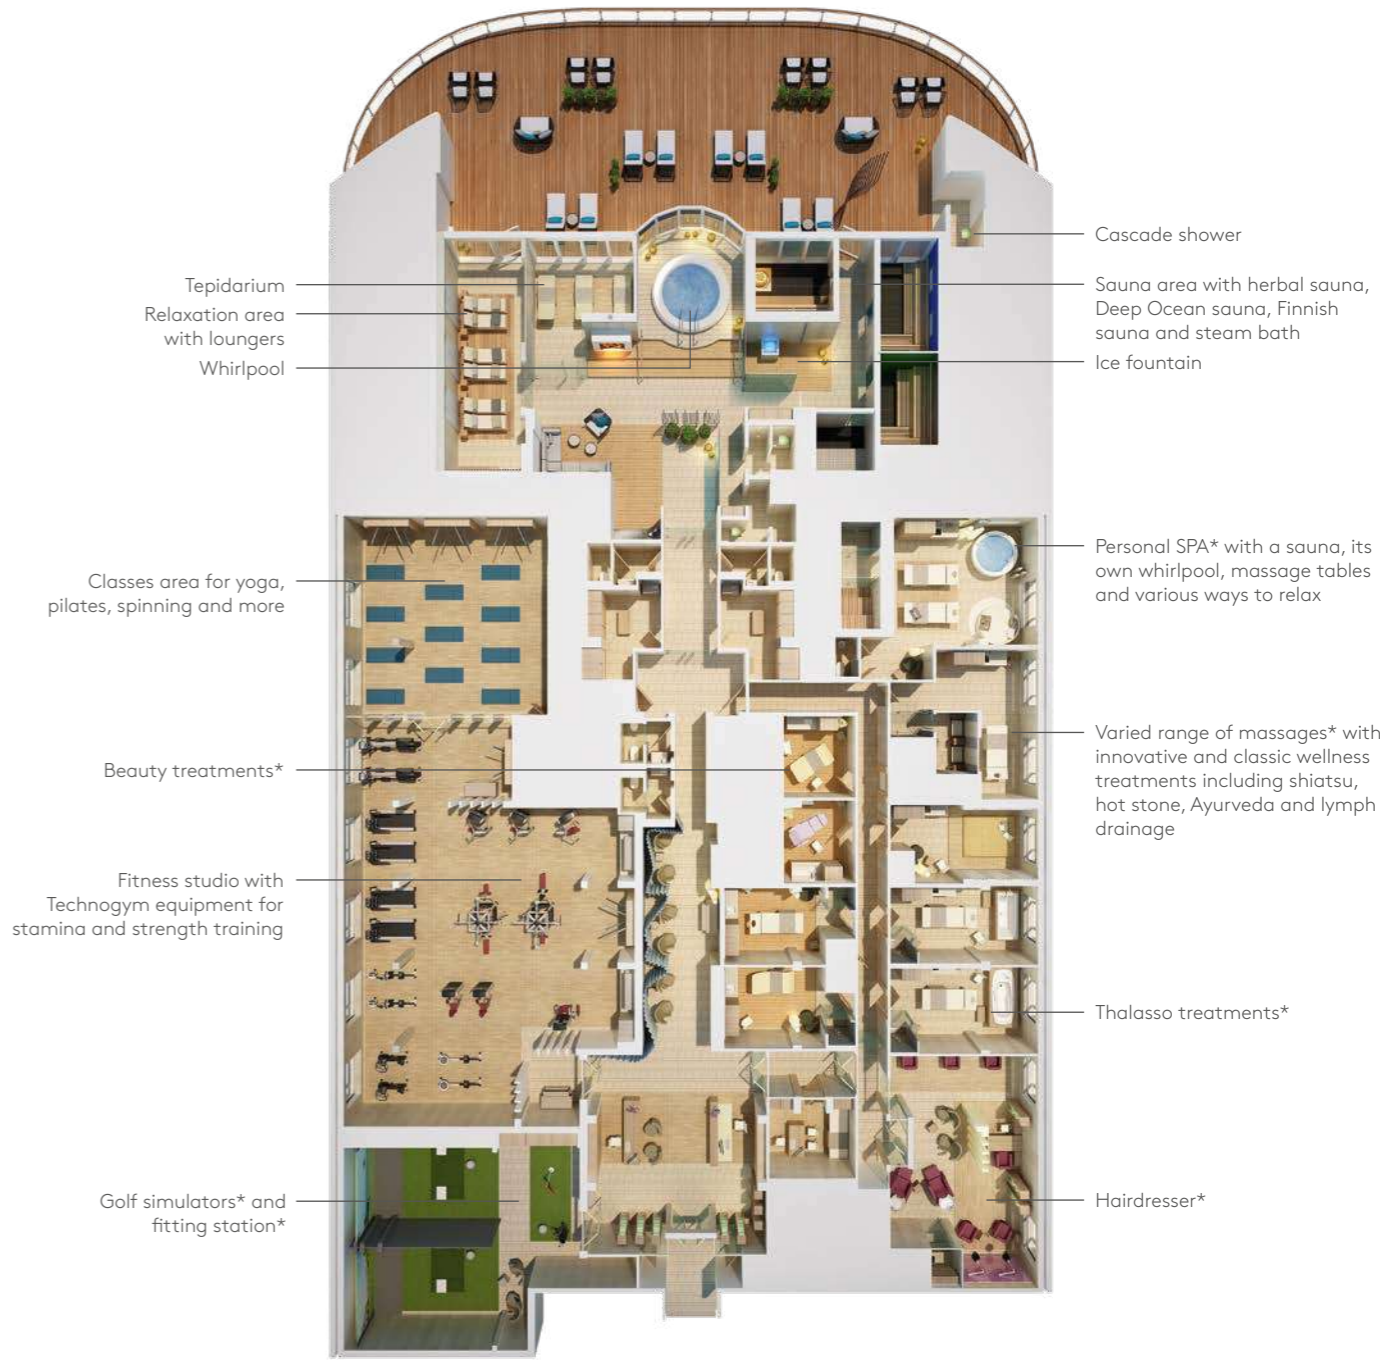 Tepidarium
Relaxation area
with loungers
Whirlpool
Classes area for yoga,
pilates, spinning and more
Beauty treatments*
Fitness studio with
Technogym equipment for
stamina and strength training
Golf simulators* and
fitting station*
Cascade shower
Sauna area with herbal sauna,
Deep Ocean sauna, Finnish
sauna and steam bath
Ice fountain
Personal SPA* with a sauna, its
own whirlpool, massage tables
and various ways to relax
Varied range of massages* with
innovative and classic wellness
treatments including shiatsu,
hot stone, Ayurveda and lymph
drainage
Thalasso treatments*
Hairdresser*